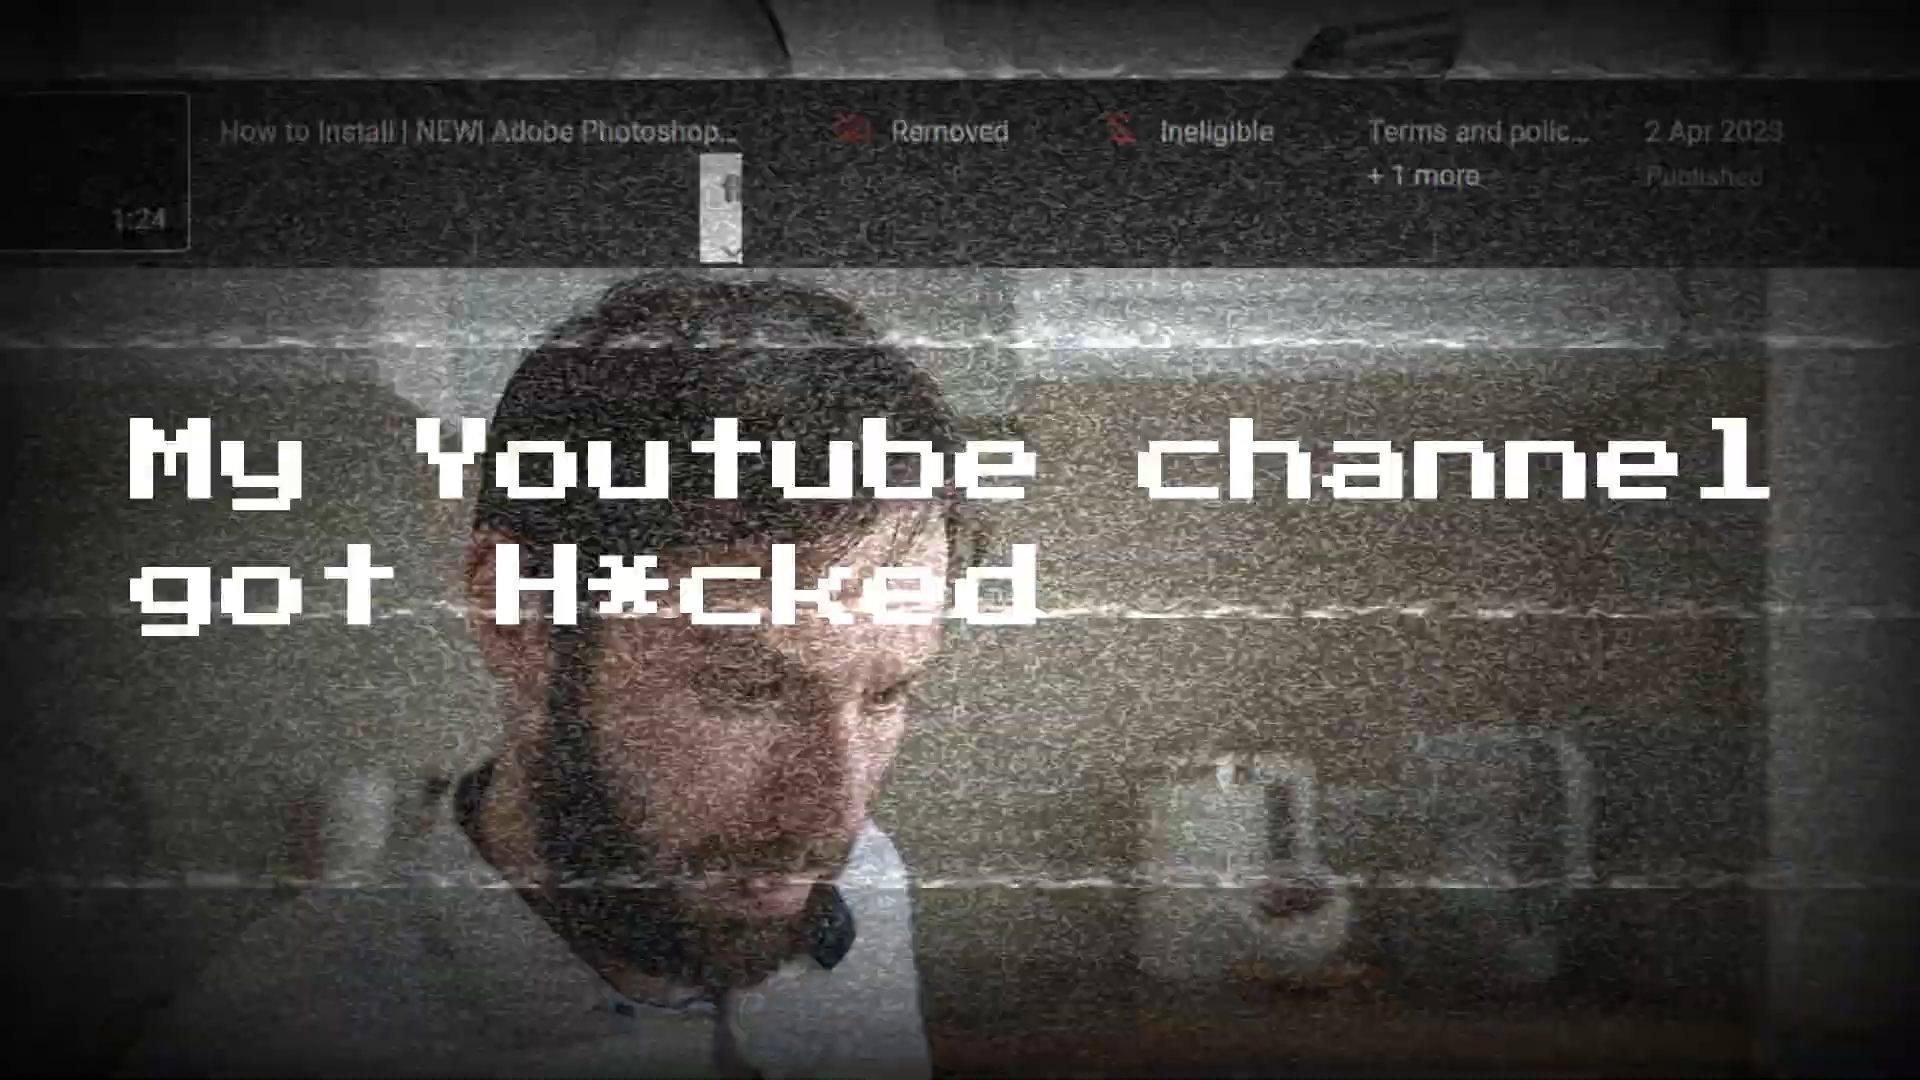 How to Install | NEW| Adobe Photoshop...
Removed
Ineligible
Terms and polic...
2 Apr 2023
+ 1 more
Published
1:24
My Youtube channel
got H*cked